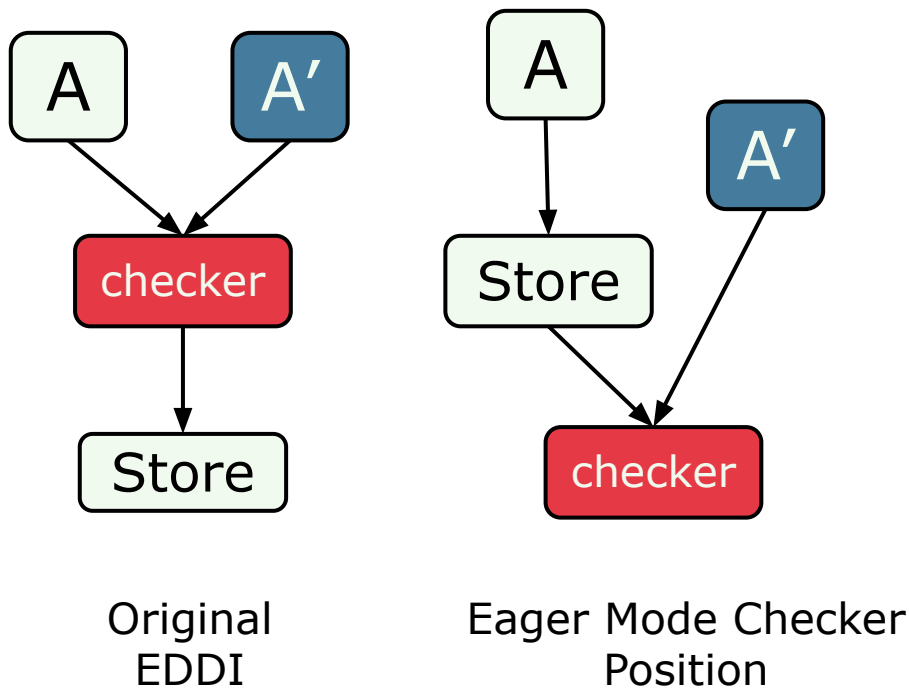 A
A′
checker
Store
Original
EDDI
A
A′
Store
checker
Eager Mode Checker
Position